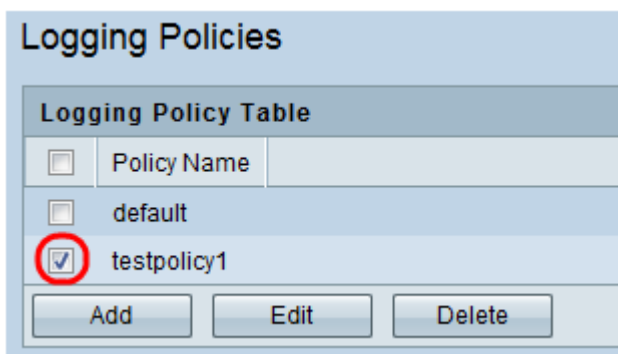 Logging Policies
Logging Policy Table
Policy Name
default
testpolicy1
Add Edit Delete